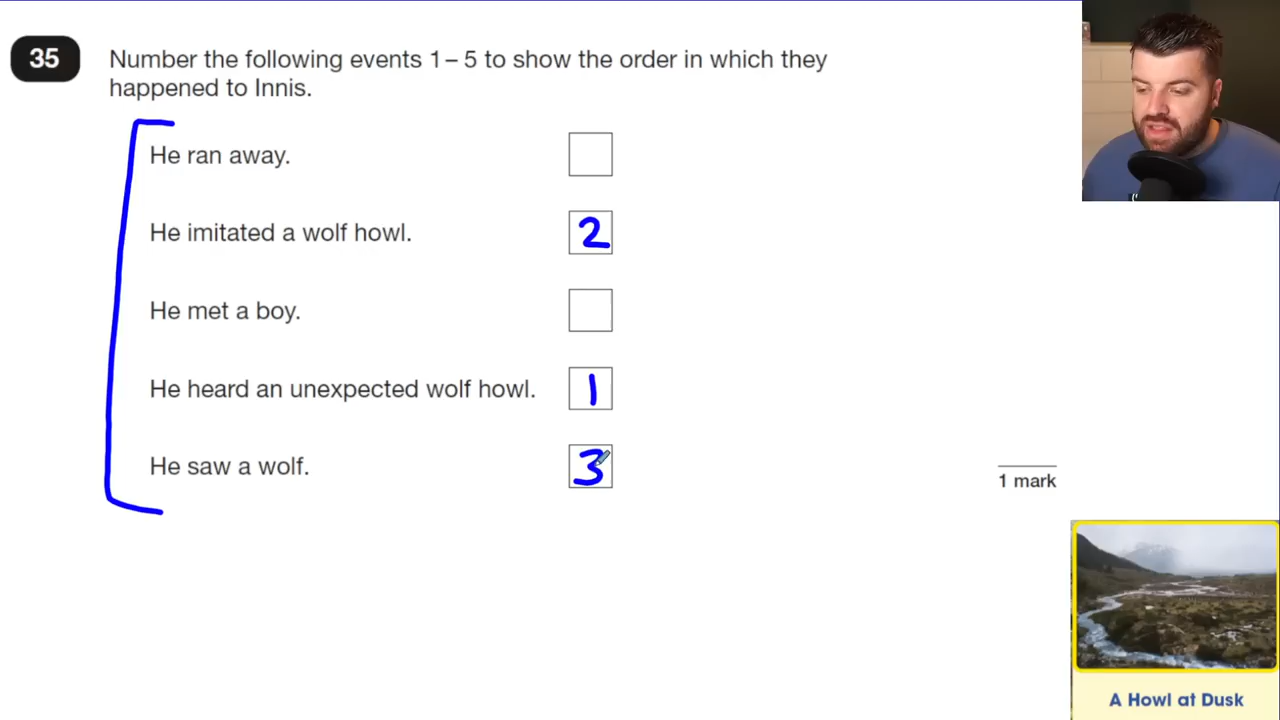 35
Number the following events 1 – 5 to show the order in which they
happened to Innis.
He ran away.
He imitated a wolf howl. 2
He met a boy.
He heard an unexpected wolf howl. 1
He saw a wolf. 3
1 mark
A Howl at Dusk